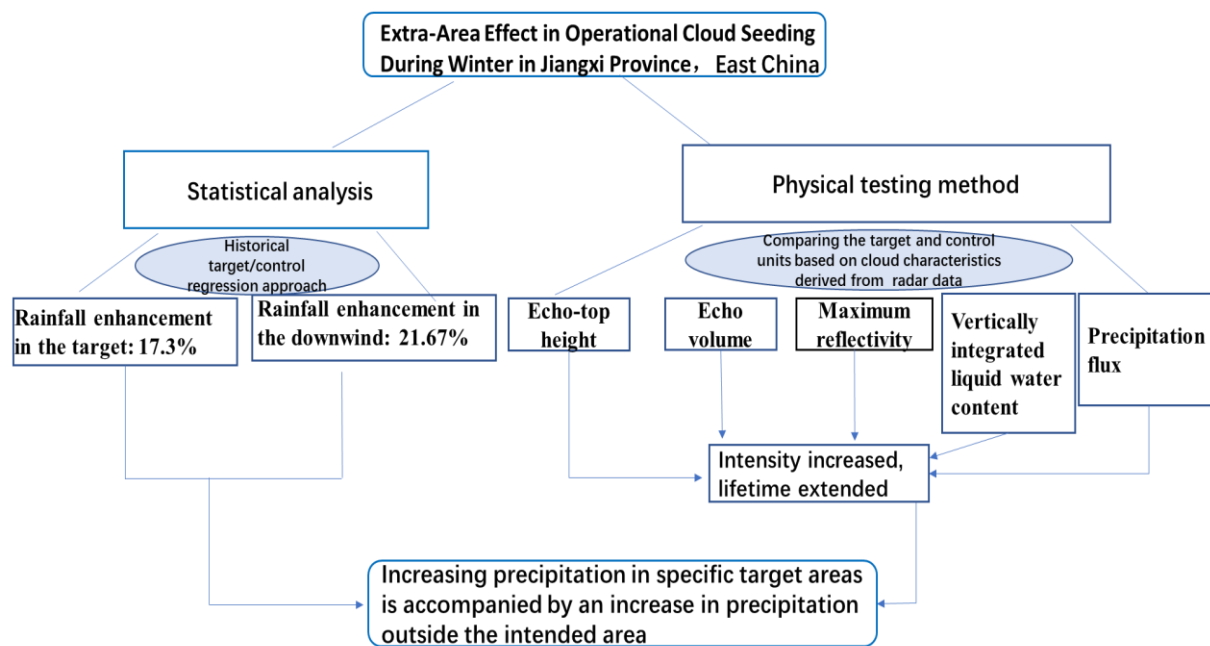 Extra-Area Effect in Operational Cloud Seeding
During Winter in Jiangxi Province，East China
Statistical analysis
Physical testing method
Historical
target/control
regression approach
Comparing the target and control
units based on cloud characteristics
derived from radar data
Rainfall enhancement
in the target: 17.3%
Rainfall enhancement in
the downwind: 21.67%
Echo-top
height
Echo
volume
Maximum
reflectivity
Vertically
integrated
liquid water
content
Precipitation
flux
Intensity increased,
lifetime extended
Increasing precipitation in specific target areas
is accompanied by an increase in precipitation
outside the intended area